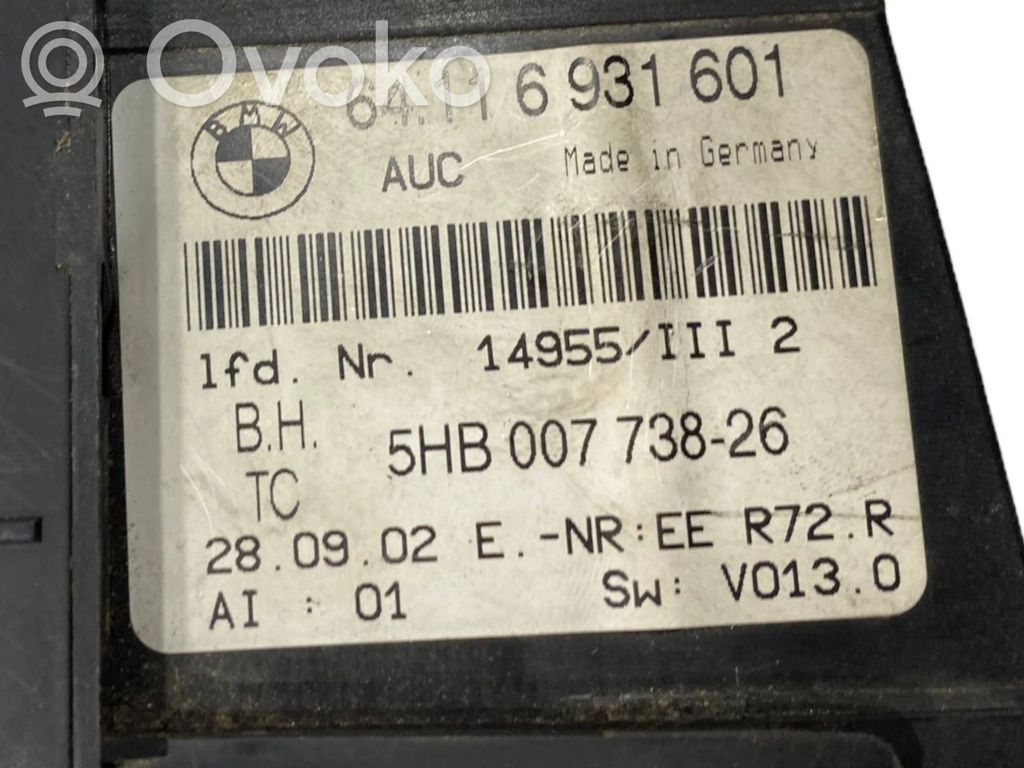 Ovoko
64.11 6 931 601
BMW
AUC Made in Germany
lfd. Nr. 14955/III 2
B.H. 5HB 007 738-26
TC
28.09.02 E.-NR:EE R72.R
AI : 01 Sw: V013.0